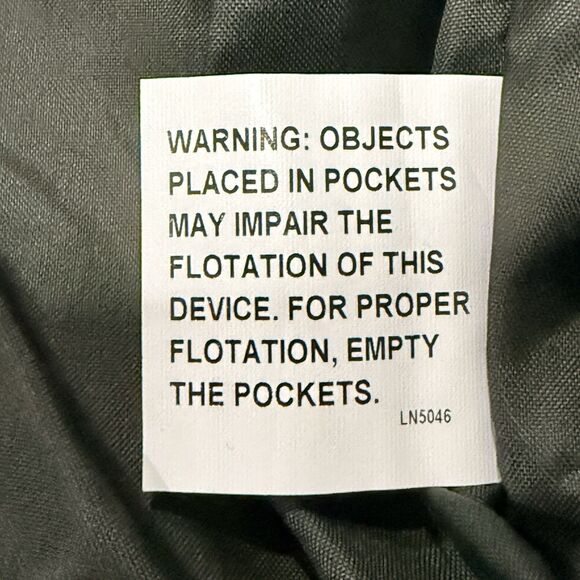 WARNING: OBJECTS
PLACED IN POCKETS
MAY IMPAIR THE
FLOTATION OF THIS
DEVICE. FOR PROPER
FLOTATION, EMPTY
THE POCKETS.
LN5046